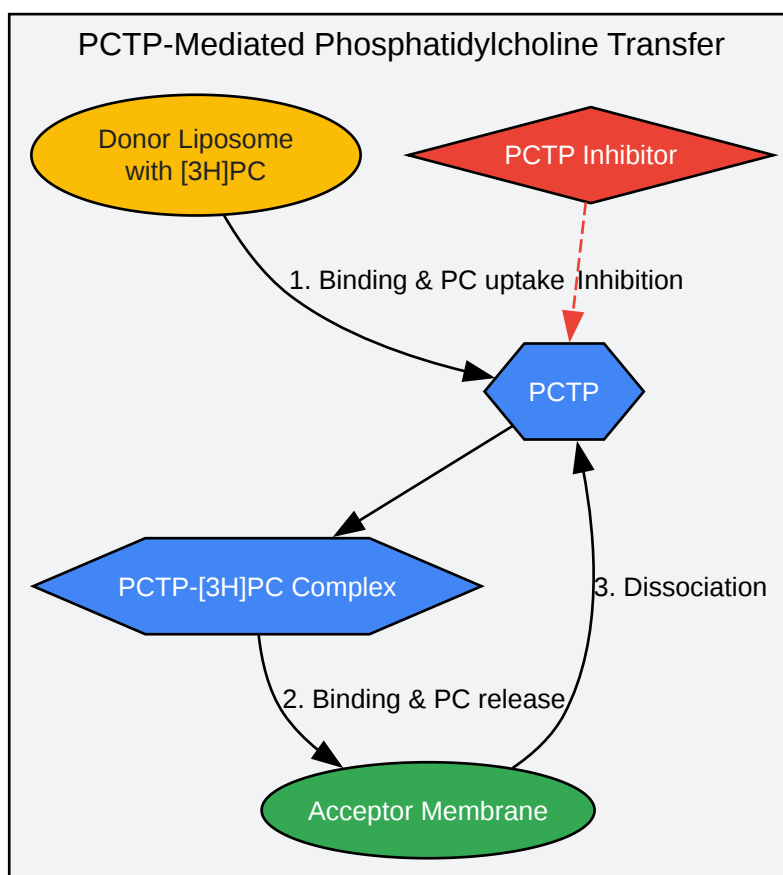 PCTP-Mediated Phosphatidylcholine Transfer
Donor Liposome
with [3H]PC
PCTP Inhibitor
1. Binding & PC uptake
Inhibition
PCTP
PCTP-[3H]PC Complex
3. Dissociation
2. Binding & PC release
Acceptor Membrane